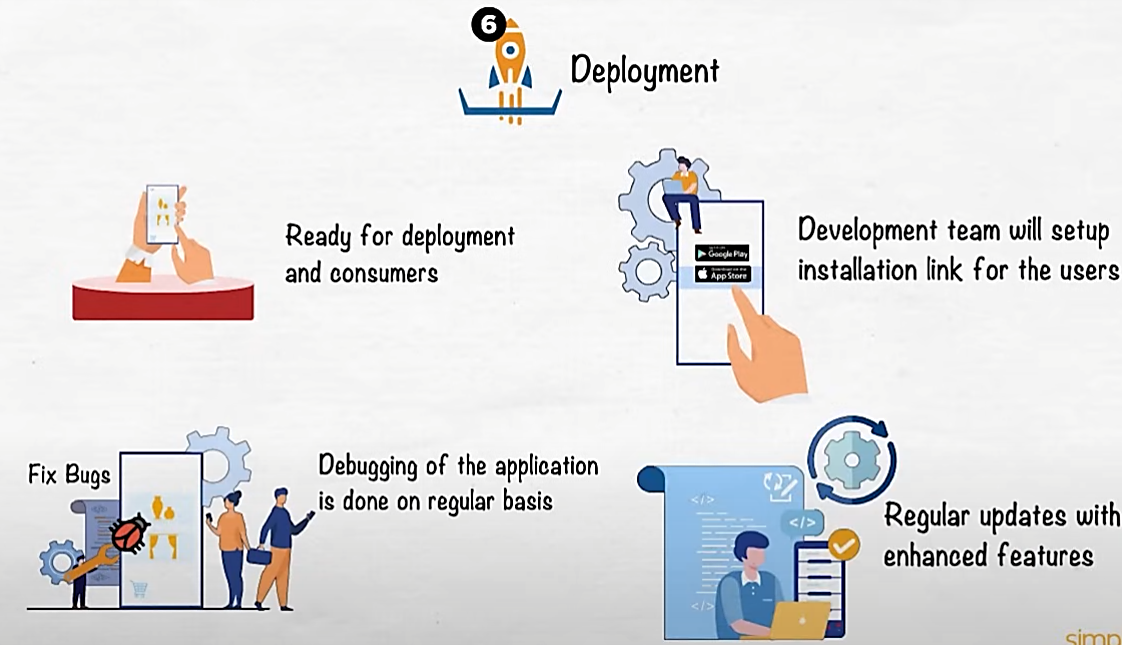 6
Deployment
Ready for deployment
and consumers
Google Play
App Store
Development team will setup
installation link for the users
Fix Bugs
Debugging of the application
is done on regular basis
</>
</>
</>
Regular updates with
enhanced features
simp